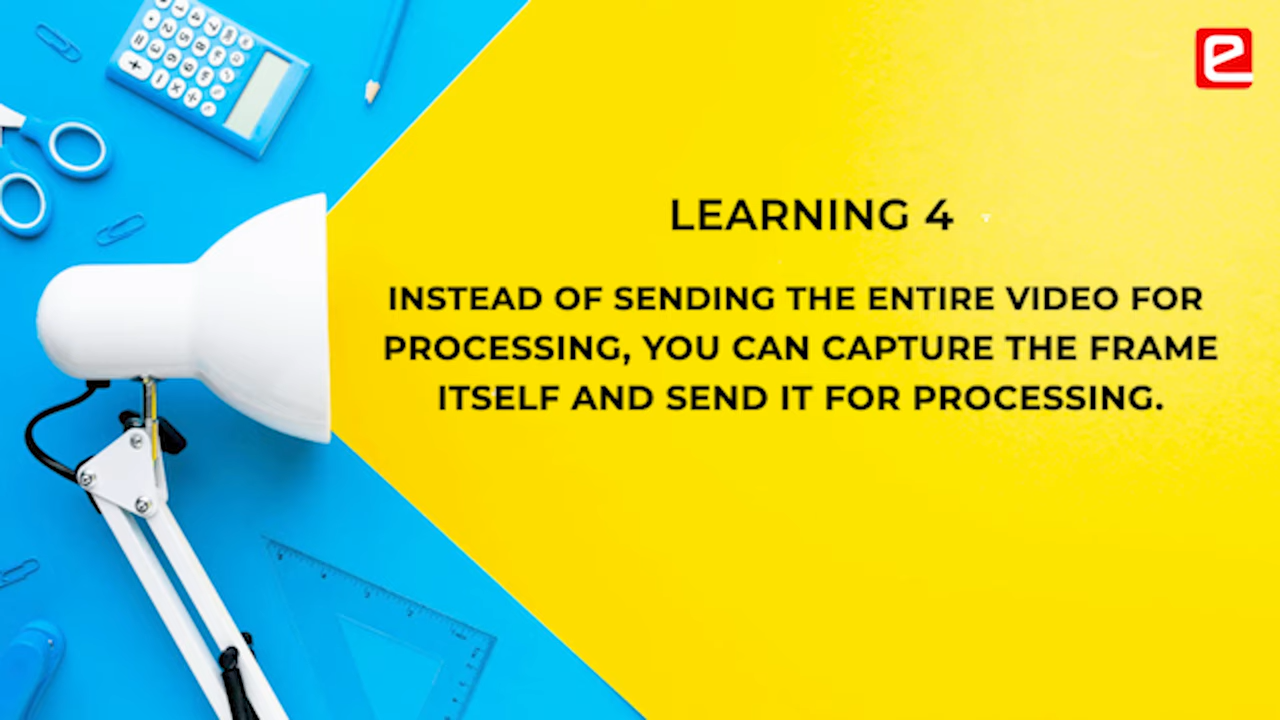 e
LEARNING 4
INSTEAD OF SENDING THE ENTIRE VIDEO FOR
PROCESSING, YOU CAN CAPTURE THE FRAME
ITSELF AND SEND IT FOR PROCESSING.